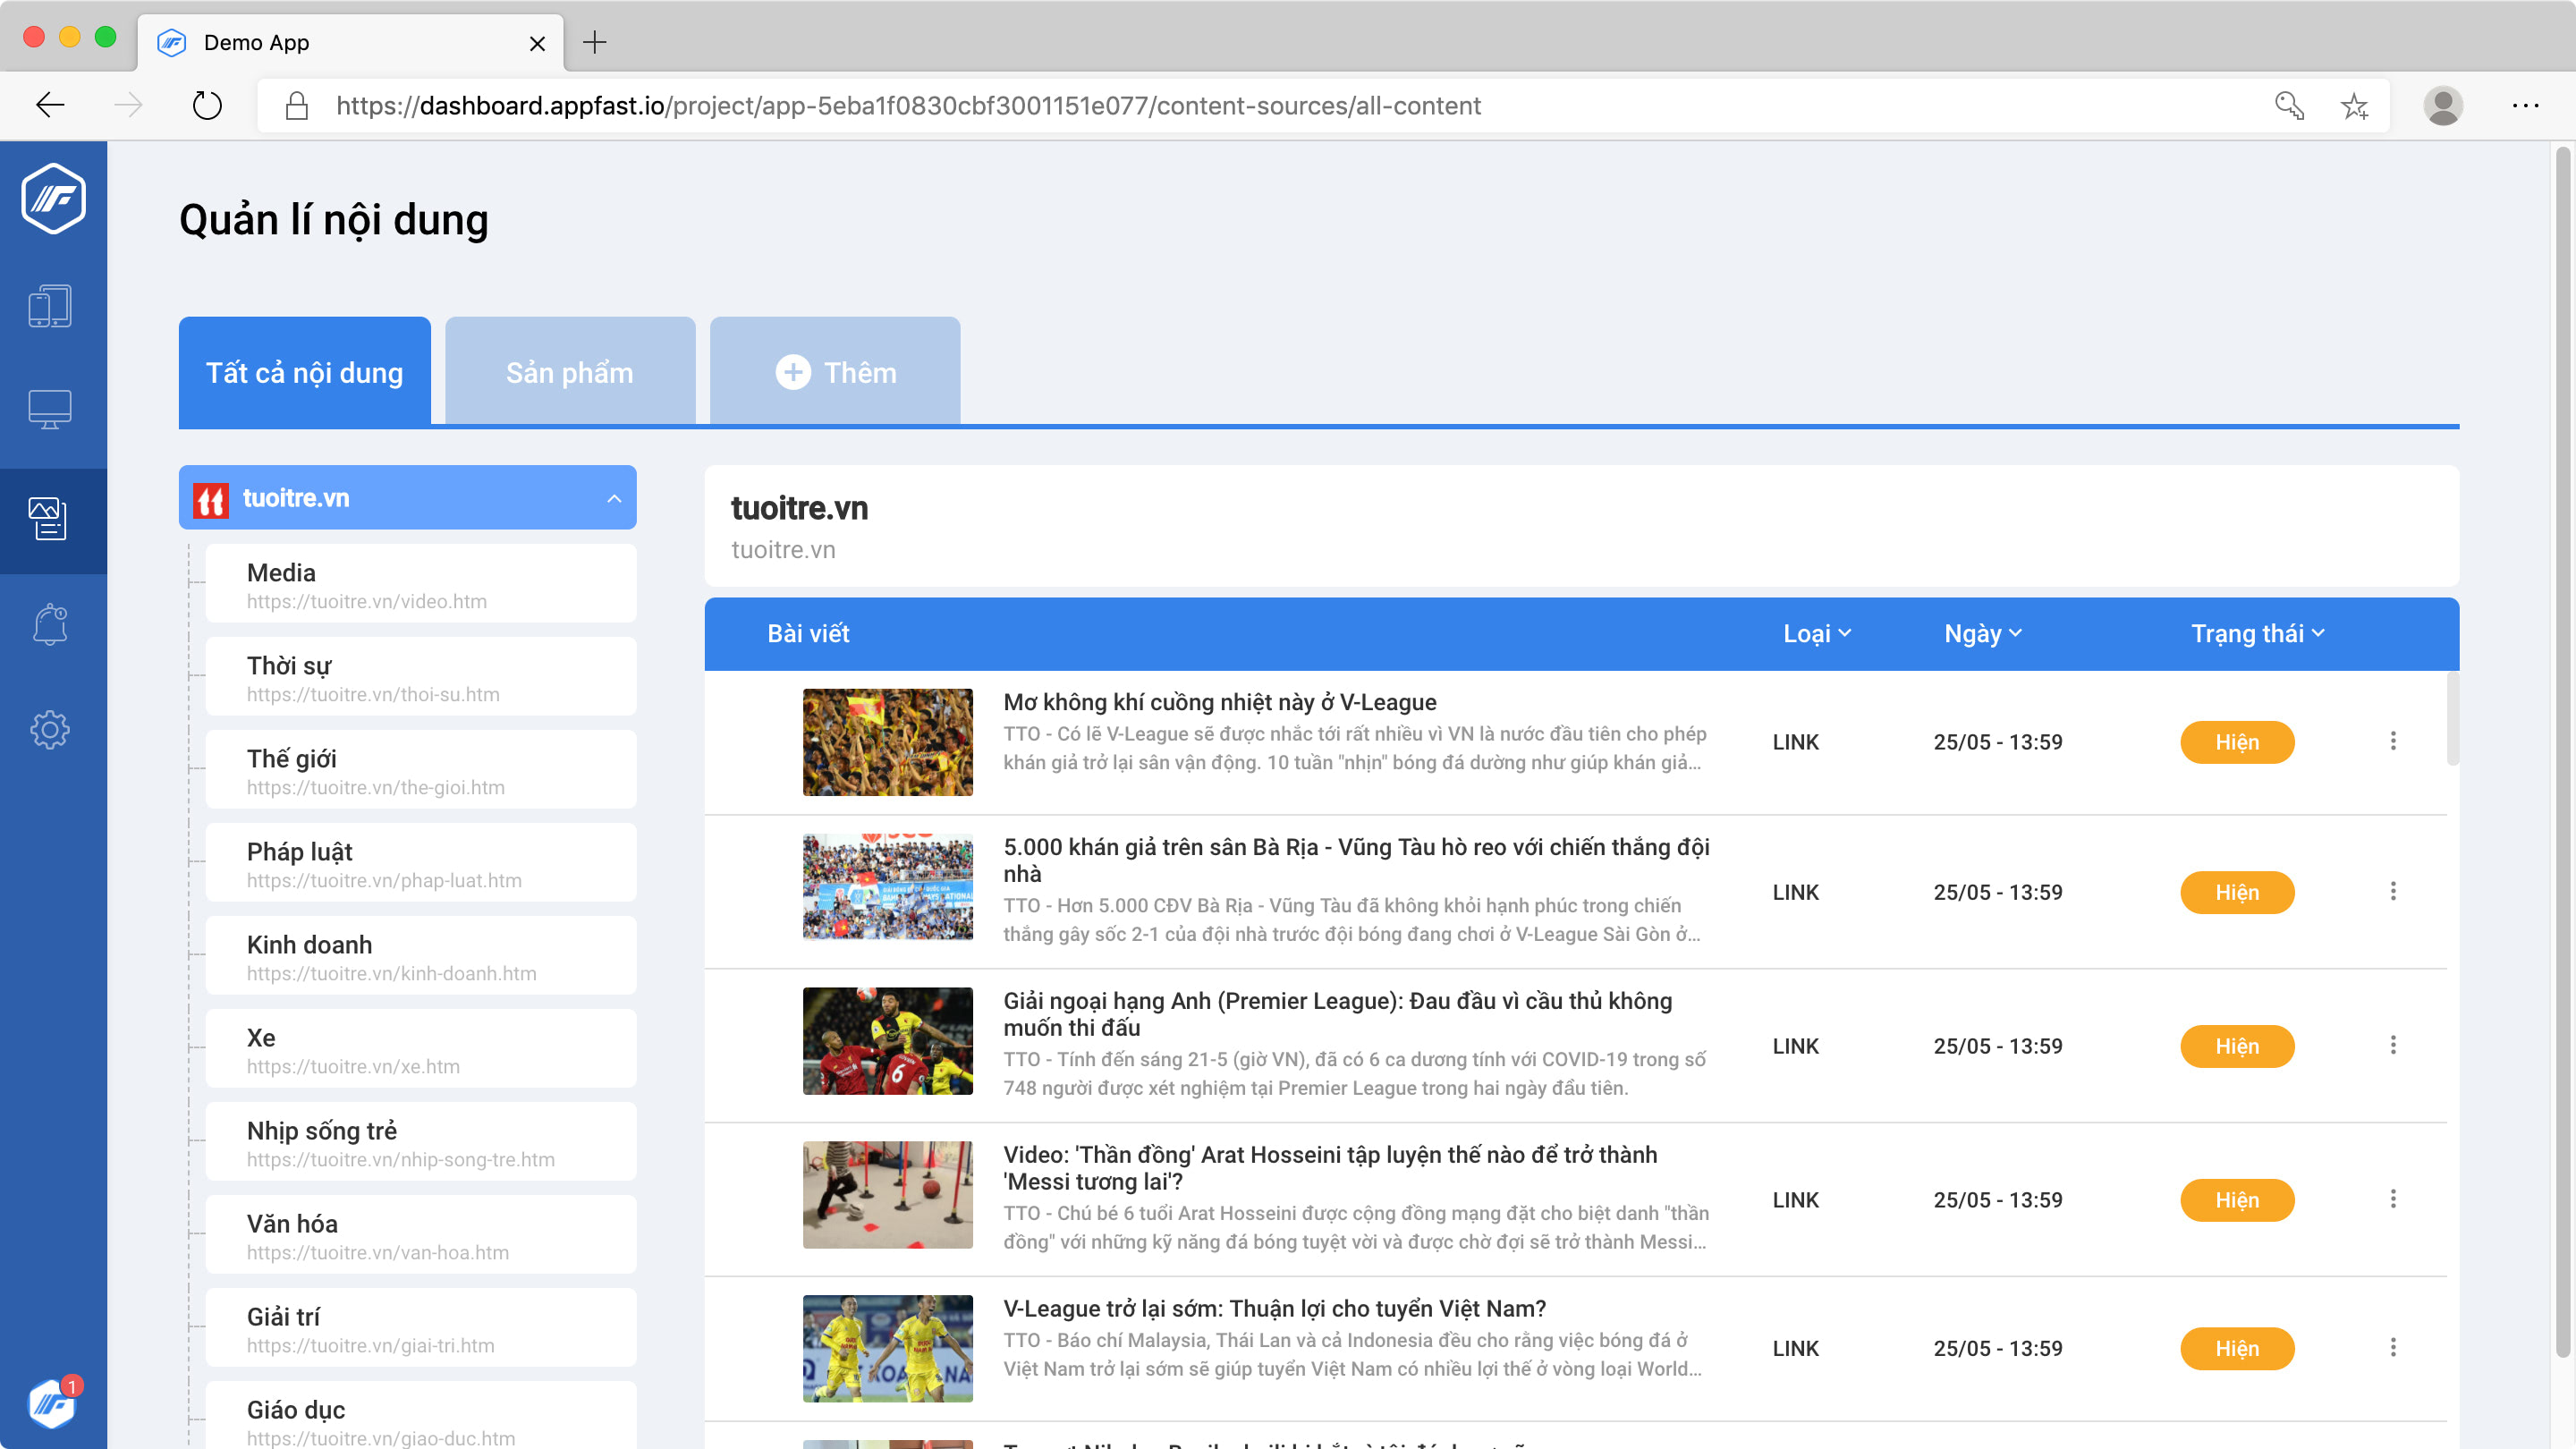 Demo App
https://dashboard.appfast.io/project/app-5eba1f0830cbf3001151e077/content-sources/all-content
Quản lí nội dung
Tất cả nội dung
Sản phẩm
Thêm
tuoitre.vn
Media
https://tuoitre.vn/video.htm
Thời sự
https://tuoitre.vn/thoi-su.htm
Thế giới
https://tuoitre.vn/the-gioi.htm
Pháp luật
https://tuoitre.vn/phap-luat.htm
Kinh doanh
https://tuoitre.vn/kinh-doanh.htm
Xe
https://tuoitre.vn/xe.htm
Nhịp sống trẻ
https://tuoitre.vn/nhip-song-tre.htm
Văn hóa
https://tuoitre.vn/van-hoa.htm
Giải trí
https://tuoitre.vn/giai-tri.htm
Giáo dục
https://tuoitre.vn/giao-duc.htm
1
tuoitre.vn
tuoitre.vn
Bài viết Loại Ngày Trạng thái
Mơ không khí cuồng nhiệt này ở V-League
TTO - Có lẽ V-League sẽ được nhắc tới rất nhiều vì VN là nước đầu tiên cho phép
khán giả trở lại sân vận động. 10 tuần "nhịn" bóng đá dường như giúp khán giả...
LINK 25/05 - 13:59 Hiện
5.000 khán giả trên sân Bà Rịa - Vũng Tàu hò reo với chiến thắng đội
nhà
TTO - Hơn 5.000 CĐV Bà Rịa - Vũng Tàu đã không khỏi hạnh phúc trong chiến
thắng gây sốc 2-1 của đội nhà trước đội bóng đang chơi ở V-League Sài Gòn ở...
LINK 25/05 - 13:59 Hiện
Giải ngoại hạng Anh (Premier League): Đau đầu vì cầu thủ không
muốn thi đấu
TTO - Tính đến sáng 21-5 (giờ VN), đã có 6 ca dương tính với COVID-19 trong số
748 người được xét nghiệm tại Premier League trong hai ngày đầu tiên.
LINK 25/05 - 13:59 Hiện
Video: 'Thần đồng' Arat Hosseini tập luyện thế nào để trở thành
'Messi tương lai'?
TTO - Chú bé 6 tuổi Arat Hosseini được cộng đồng mạng đặt cho biệt danh "thần
đồng" với những kỹ năng đá bóng tuyệt vời và được chờ đợi sẽ trở thành Messi...
LINK 25/05 - 13:59 Hiện
V-League trở lại sớm: Thuận lợi cho tuyển Việt Nam?
TTO - Báo chí Malaysia, Thái Lan và cả Indonesia đều cho rằng việc bóng đá ở
Việt Nam trở lại sớm sẽ giúp tuyển Việt Nam có nhiều lợi thế ở vòng loại World...
LINK 25/05 - 13:59 Hiện